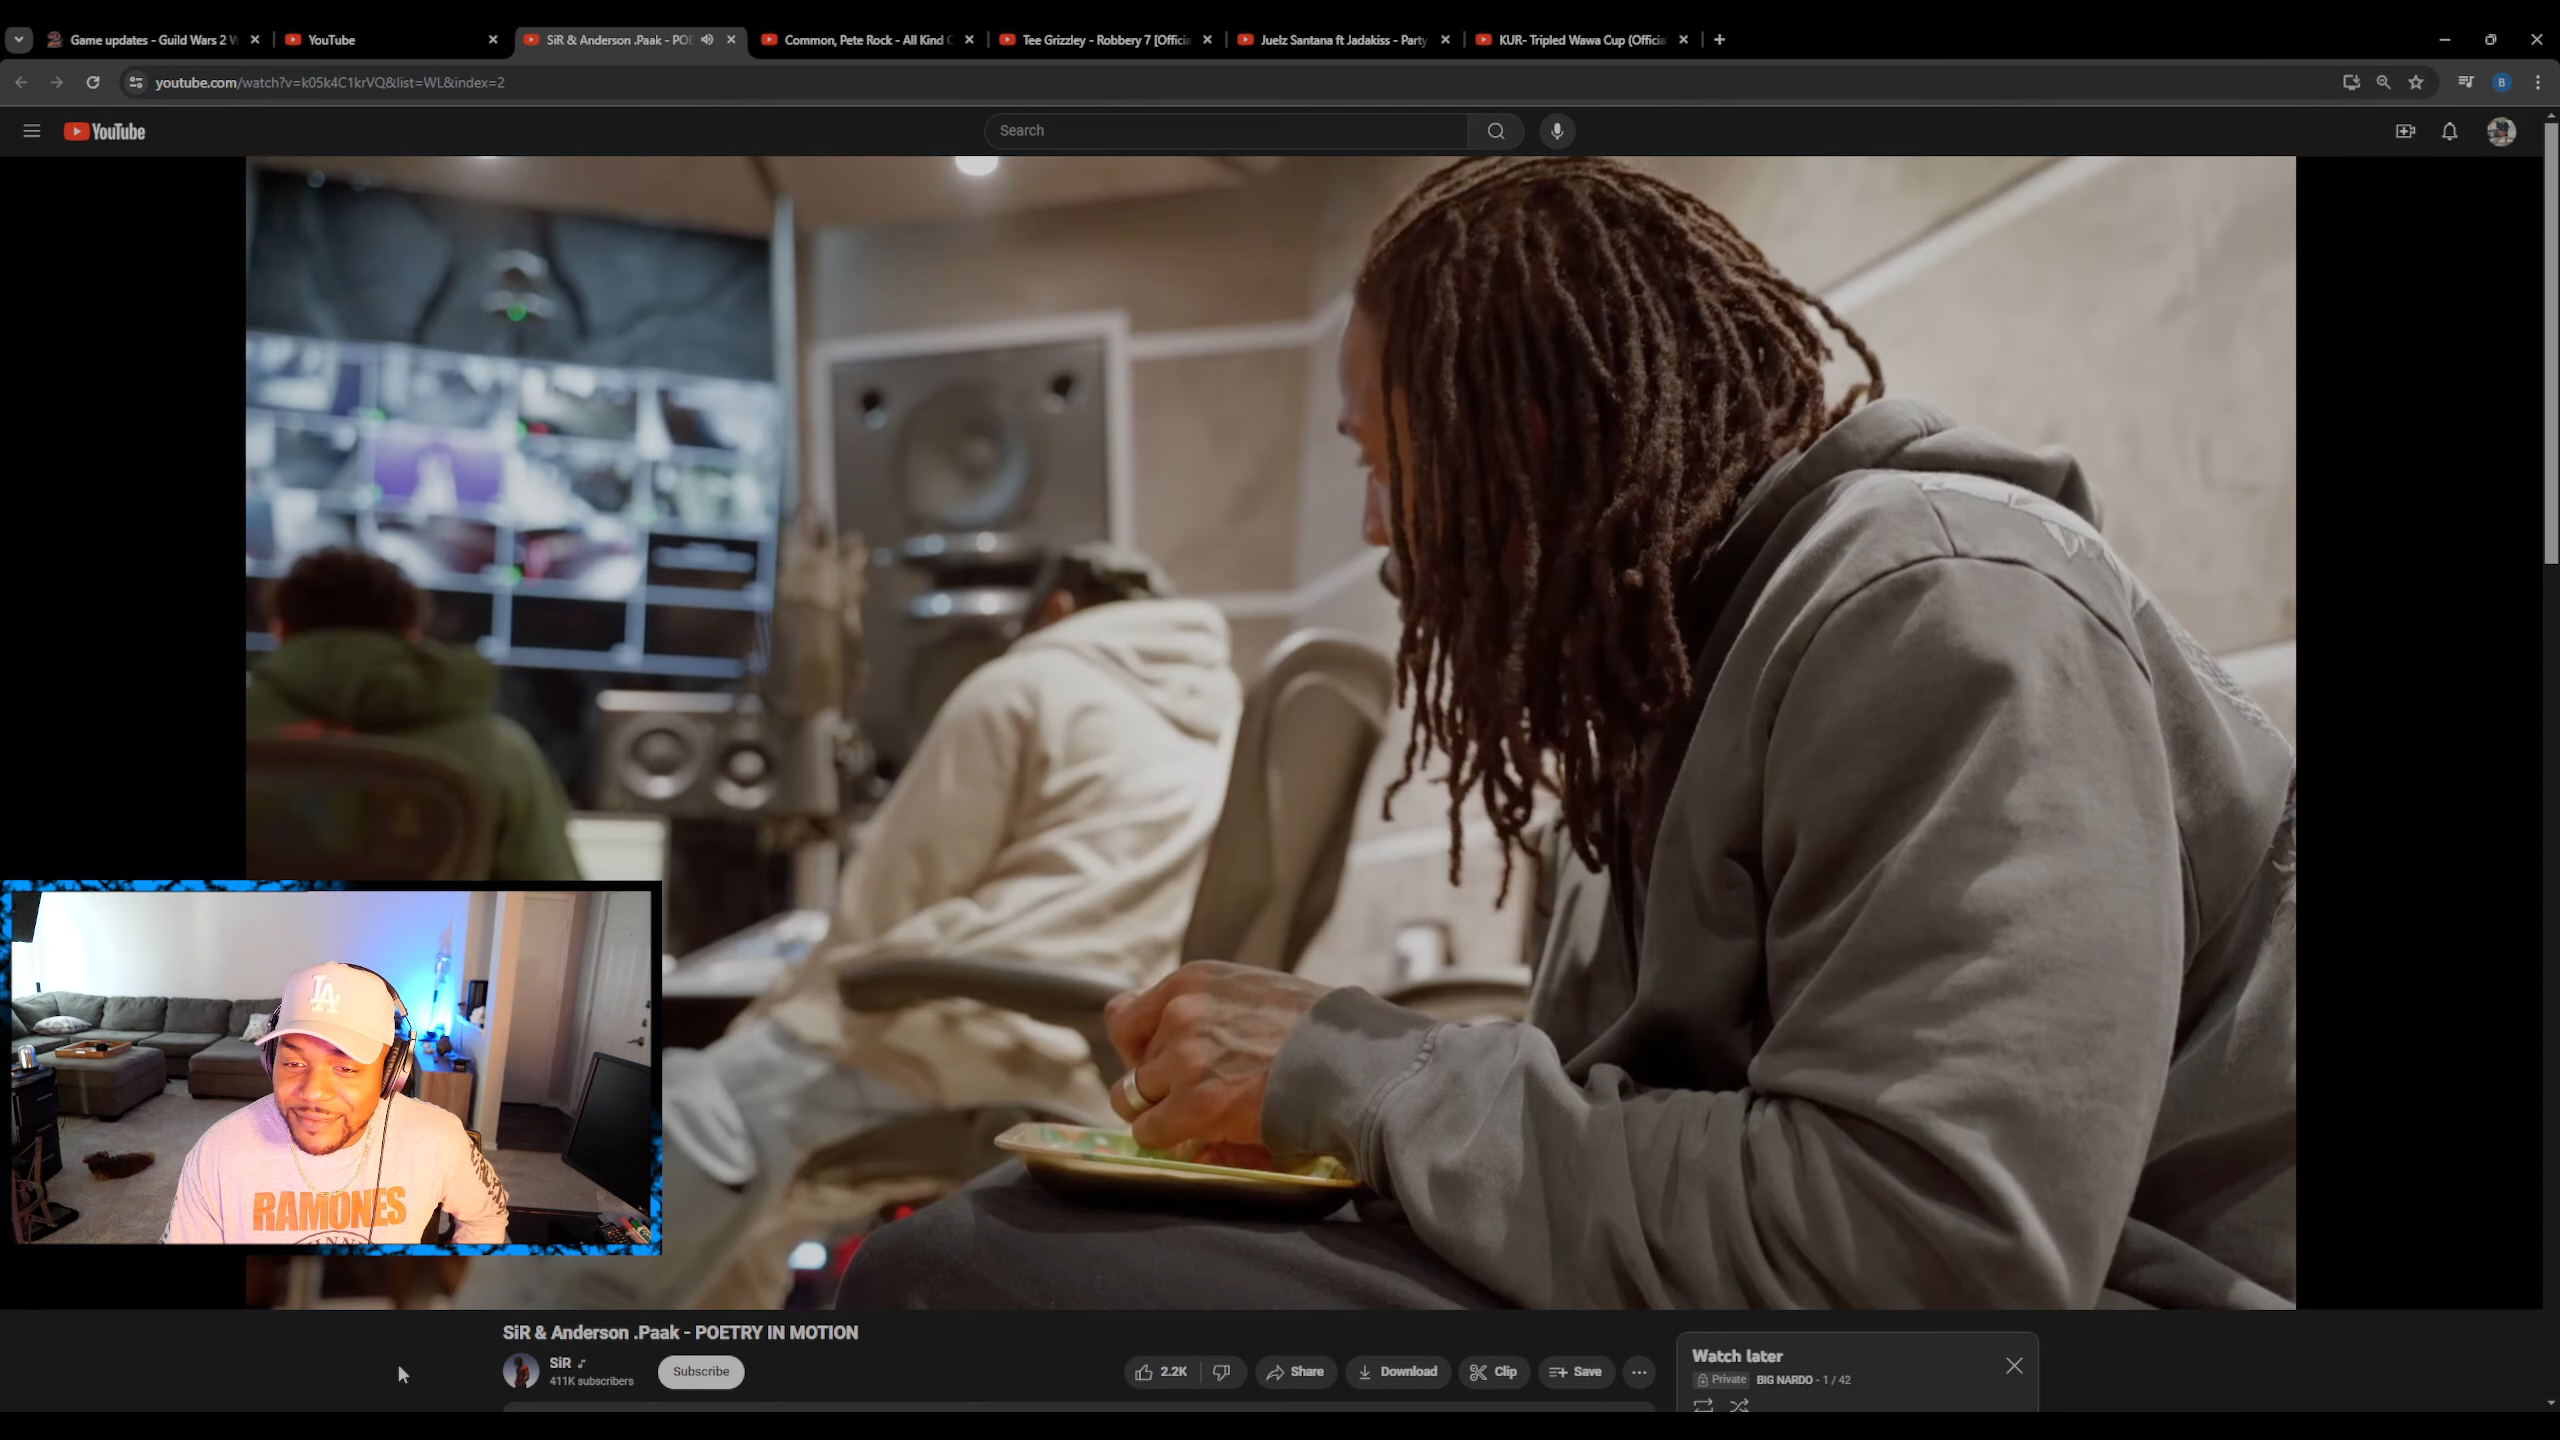 Game updates - Guild Wars 2 W
YouTube
SiR & Anderson .Paak - POE
Common, Pete Rock - All Kind O
Tee Grizzley - Robbery 7 [Officia
Juelz Santana ft Jadakiss - Party
KUR- Tripled Wawa Cup (Officia
youtube.com/watch?v=k05k4C1krVQ&list=WL&index=2
B
YouTube
Search
LA
RAMONES
SiR & Anderson .Paak - POETRY IN MOTION
SiR
411K subscribers
Subscribe
2.2K
Share
Download
Clip
Save
Watch later
Private BIG NARDO - 1 / 42